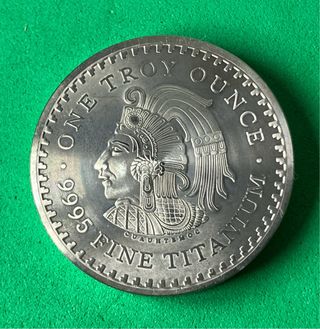 · ONE TROY OUNCE ·
9995 FINE TITANIUM
CUAUHTEMOC